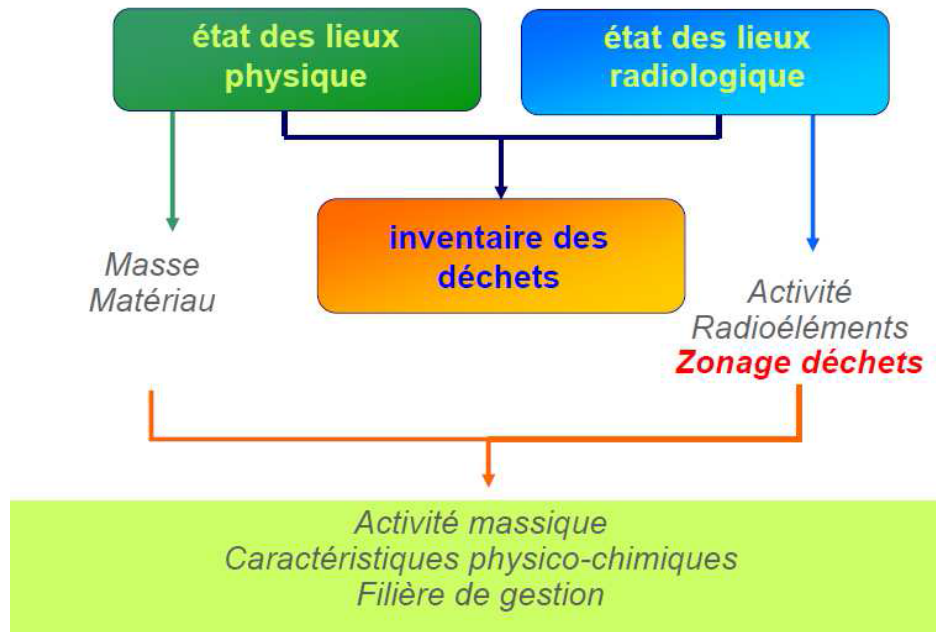 état des lieux
physique
état des lieux
radiologique
inventaire des
déchets
Masse
Matériau
Activité
Radioéléments
Zonage déchets
Activité massique
Caractéristiques physico-chimiques
Filière de gestion